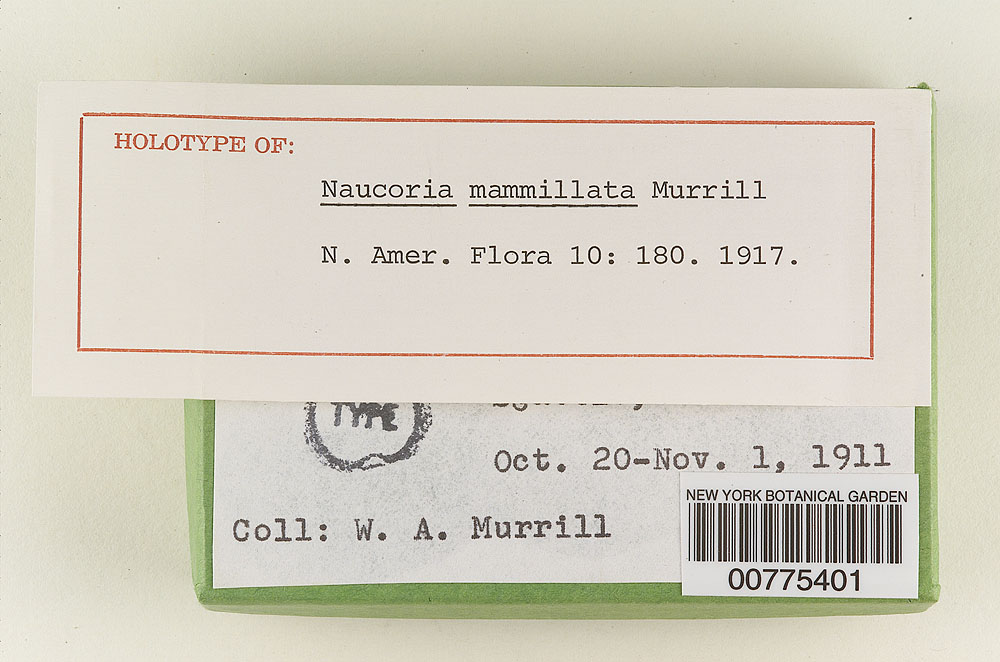 HOLOTYPE OF:
Naucoria mammillata Murrill
N. Amer. Flora 10: 180. 1917.
TYPE
Oct. 20-Nov. 1, 1911
Coll: W. A. Murrill
NEW YORK BOTANICAL GARDEN
00775401